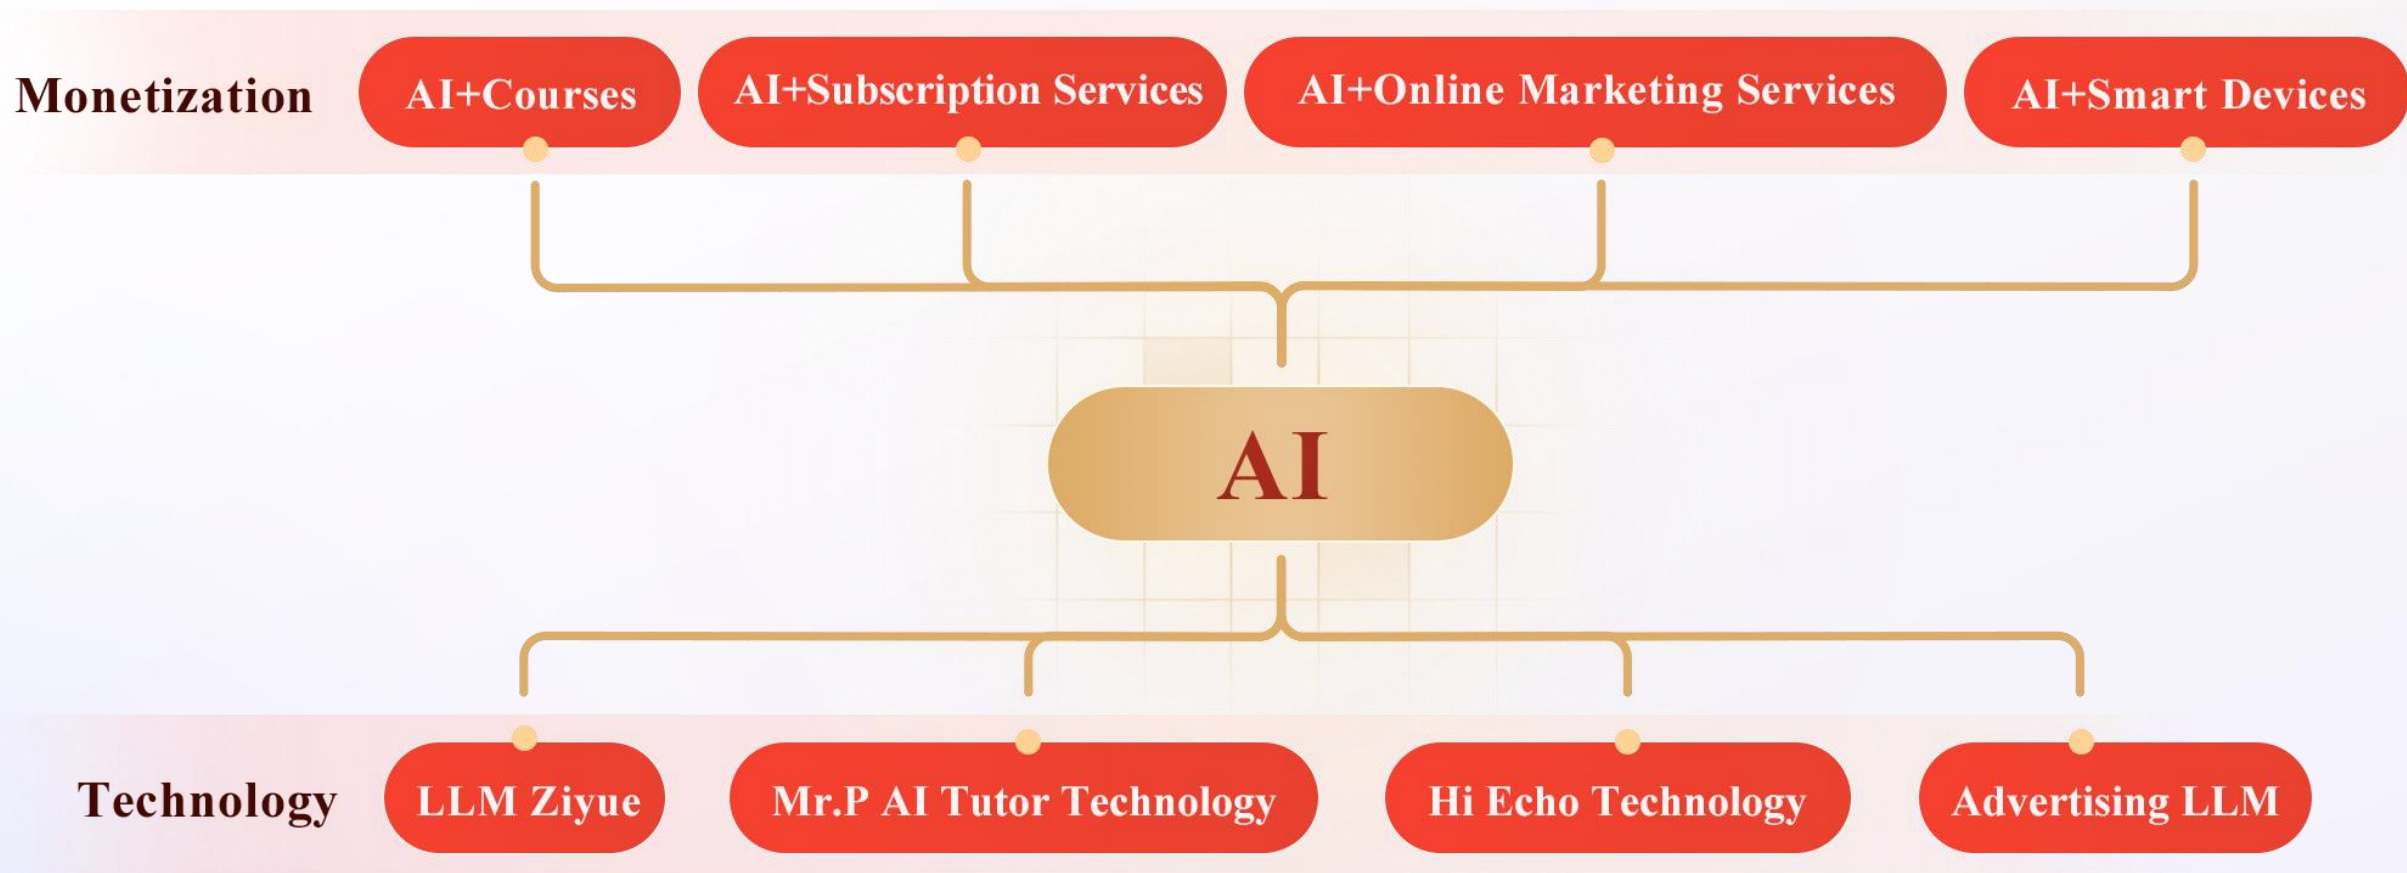 Monetization
AI+Courses
AI+Subscription Services
AI+Online Marketing Services
AI+Smart Devices
AI
Technology
LLM Ziyue
Mr.P AI Tutor Technology
Hi Echo Technology
Advertising LLM